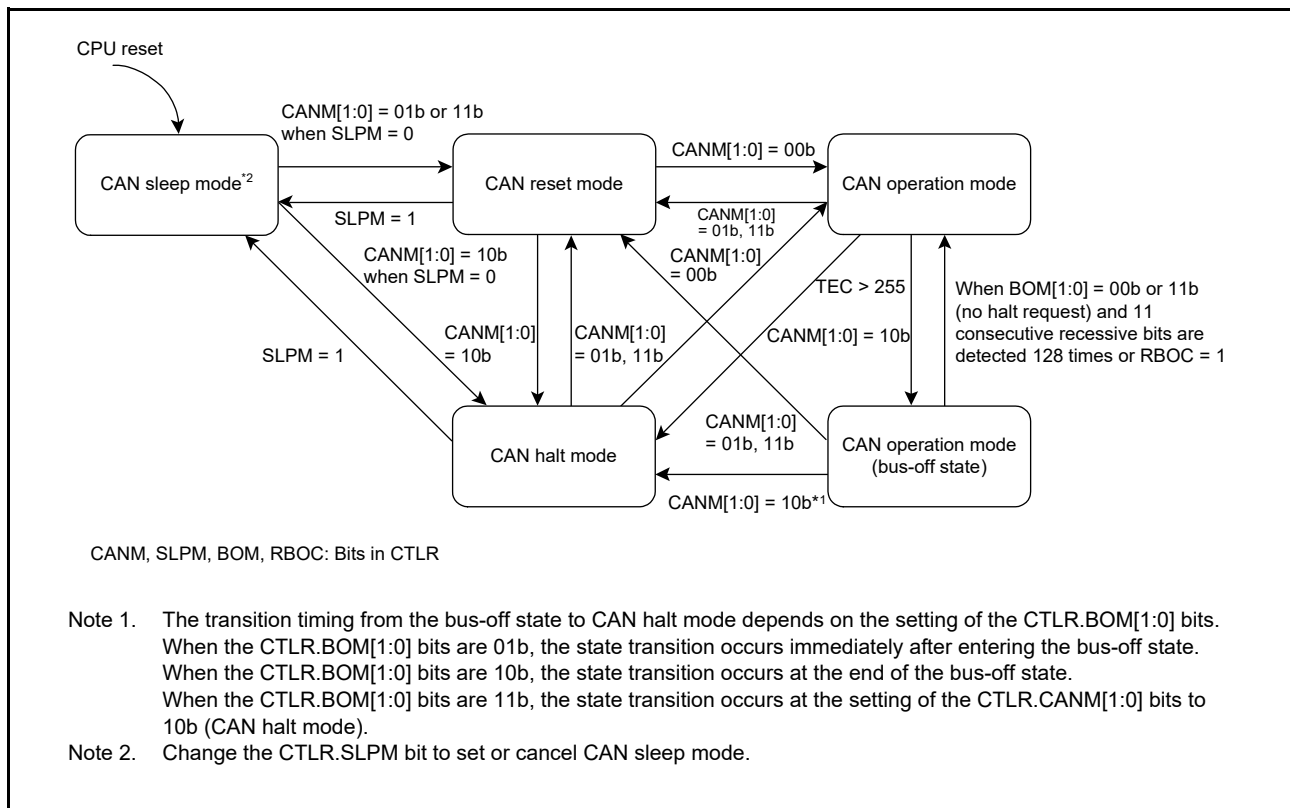 CPU reset
CANM[1:0] = 01b or 11b
when SLPM = 0
CAN sleep mode*2
CAN reset mode
CANM[1:0] = 00b
CAN operation mode
SLPM = 1
CANM[1:0]
= 01b, 11b
CANM[1:0] = 10b
when SLPM = 0
CANM[1:0]
= 00b
TEC > 255
When BOM[1:0] = 00b or 11b
(no halt request) and 11
consecutive recessive bits are
detected 128 times or RBOC = 1
SLPM = 1
CANM[1:0]
= 10b
CANM[1:0]
= 01b, 11b
CANM[1:0] = 10b
CAN halt mode
CANM[1:0]
= 01b, 11b
CAN operation mode
(bus-off state)
CANM[1:0] = 10b*1
CANM, SLPM, BOM, RBOC: Bits in CTLR
Note 1. The transition timing from the bus-off state to CAN halt mode depends on the setting of the CTLR.BOM[1:0] bits.
When the CTLR.BOM[1:0] bits are 01b, the state transition occurs immediately after entering the bus-off state.
When the CTLR.BOM[1:0] bits are 10b, the state transition occurs at the end of the bus-off state.
When the CTLR.BOM[1:0] bits are 11b, the state transition occurs at the setting of the CTLR.CANM[1:0] bits to
10b (CAN halt mode).
Note 2. Change the CTLR.SLPM bit to set or cancel CAN sleep mode.